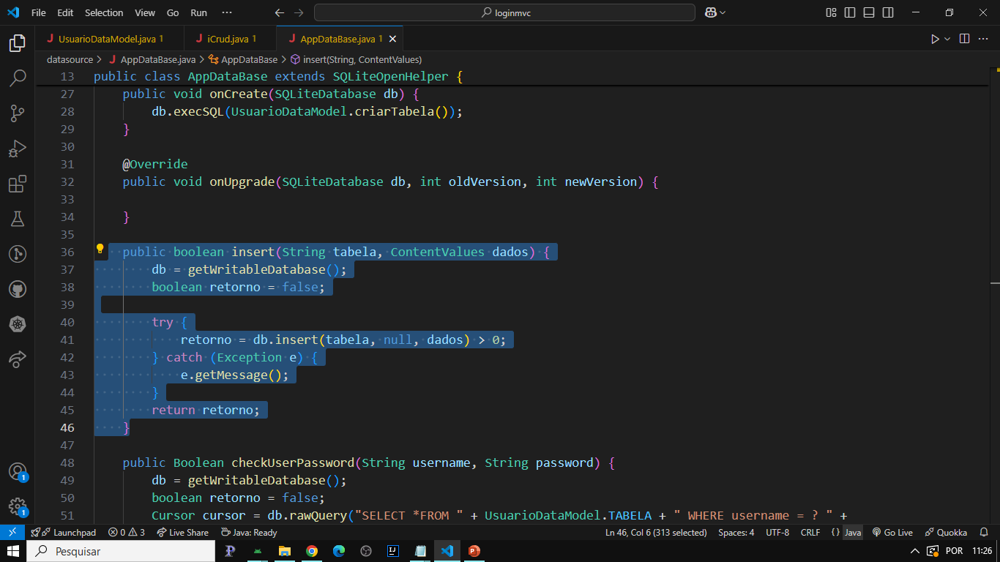 File Edit Selection View Go Run ··· loginmvc
UsuarioDataModel.java 1 iCrud.java 1 AppDataBase.java 1
datasource > AppDataBase.java > AppDataBase > insert(String, ContentValues)
13 public class AppDataBase extends SQLiteOpenHelper {
27 public void onCreate(SQLiteDatabase db) {
28 db.execSQL(UsuarioDataModel.criarTabela());
29 }
30
31 @Override
32 public void onUpgrade(SQLiteDatabase db, int oldVersion, int newVersion) {
33
34 }
35
36 public boolean insert(String tabela, ContentValues dados) {
37 db = getWritableDatabase();
38 boolean retorno = false;
39
40 try {
41 retorno = db.insert(tabela, null, dados) > 0;
42 } catch (Exception e) {
43 e.getMessage();
44 }
45 return retorno;
46 }
47
48 public Boolean checkUserPassword(String username, String password) {
49 db = getWritableDatabase();
50 boolean retorno = false;
51 Cursor cursor = db.rawQuery("SELECT *FROM " + UsuarioDataModel.TABELA + " WHERE username = ? " +
1
1
Launchpad 0 3 Live Share Java: Ready Ln 46, Col 6 (313 selected) Spaces: 4 UTF-8 CRLF {} Java Go Live Quokka
Pesquisar POR 11:26